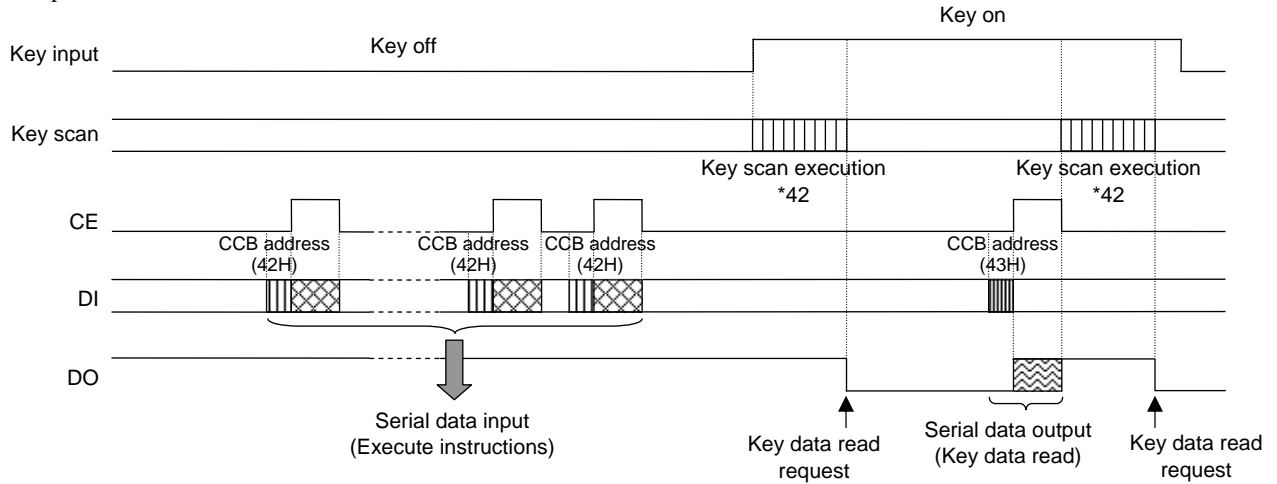 Key on
Key off
Key input
Key scan
Key scan execution
*42
Key scan execution
*42
CE
CCB address
(42H)
CCB address
(42H)
CCB address
(42H)
CCB address
(43H)
DI
DO
Serial data input
(Execute instructions)
Key data read
request
Serial data output
(Key data read)
Key data read
request